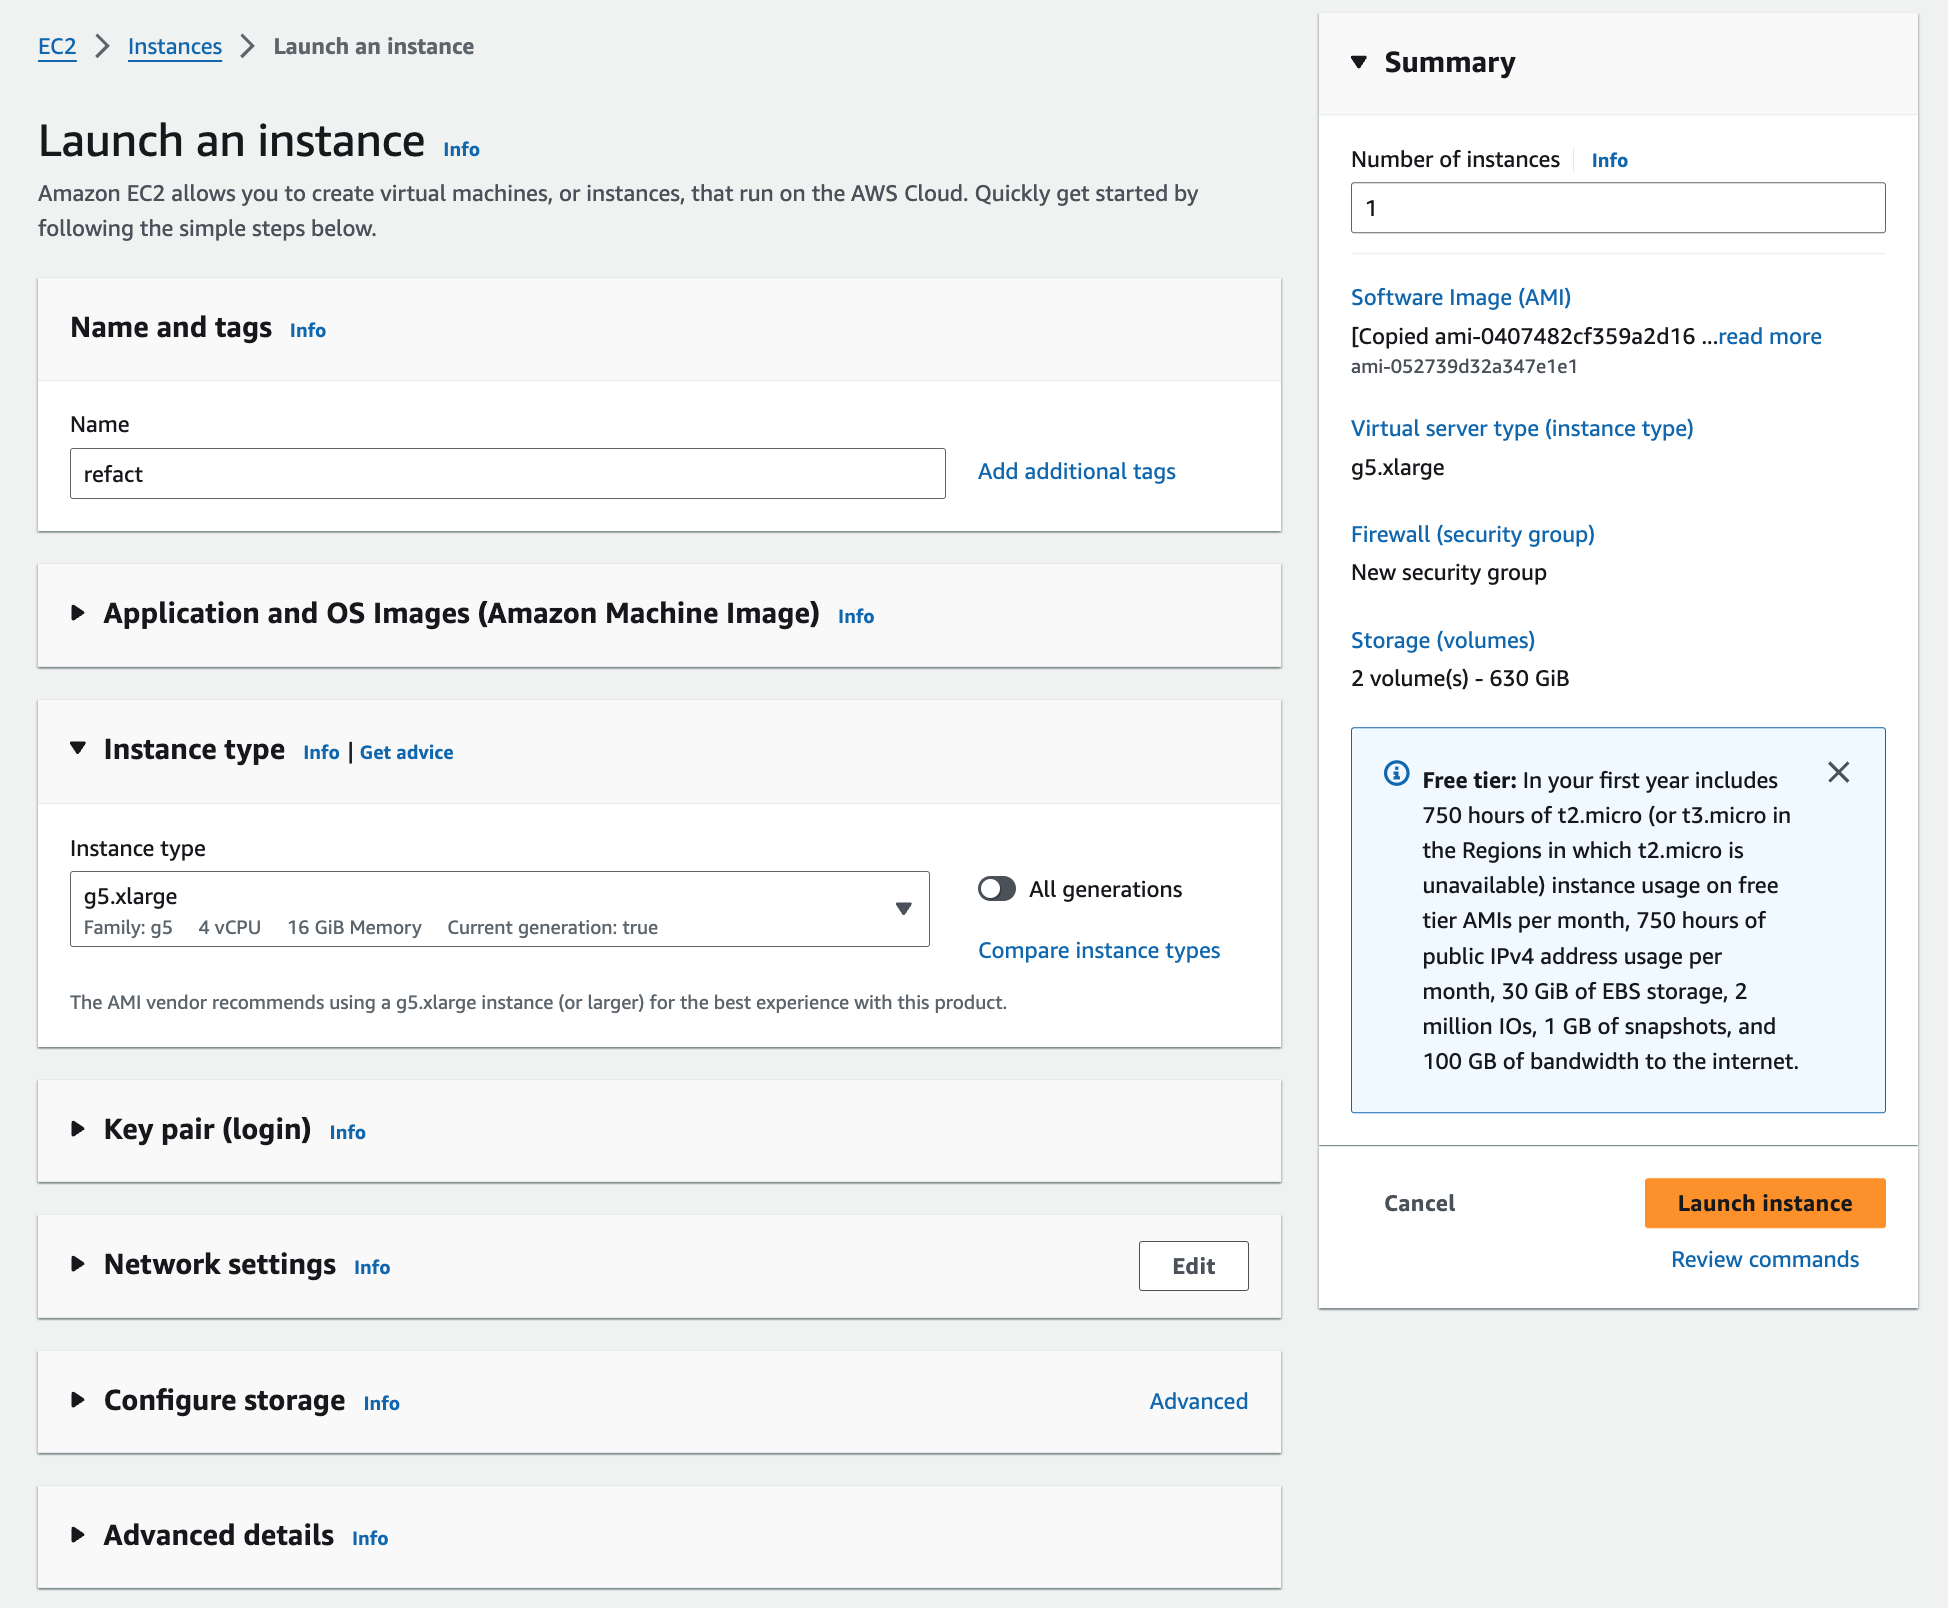 EC2 > Instances > Launch an instance
Launch an instance Info
Amazon EC2 allows you to create virtual machines, or instances, that run on the AWS Cloud. Quickly get started by
following the simple steps below.
Name and tags Info
Name
refact
Add additional tags
Application and OS Images (Amazon Machine Image) Info
Instance type Info | Get advice
Instance type
g5.xlarge
Family: g5 4 vCPU 16 GiB Memory Current generation: true
All generations
Compare instance types
The AMI vendor recommends using a g5.xlarge instance (or larger) for the best experience with this product.
Key pair (login) Info
Network settings Info
Edit
Configure storage Info
Advanced
Advanced details Info
Summary
Number of instances Info
1
Software Image (AMI)
[Copied ami-0407482cf359a2d16 ...read more
ami-052739d32a347e1e1
Virtual server type (instance type)
g5.xlarge
Firewall (security group)
New security group
Storage (volumes)
2 volume(s) - 630 GiB
Free tier: In your first year includes
750 hours of t2.micro (or t3.micro in
the Regions in which t2.micro is
unavailable) instance usage on free
tier AMIs per month, 750 hours of
public IPv4 address usage per
month, 30 GiB of EBS storage, 2
million IOs, 1 GB of snapshots, and
100 GB of bandwidth to the internet.
Cancel
Launch instance
Review commands